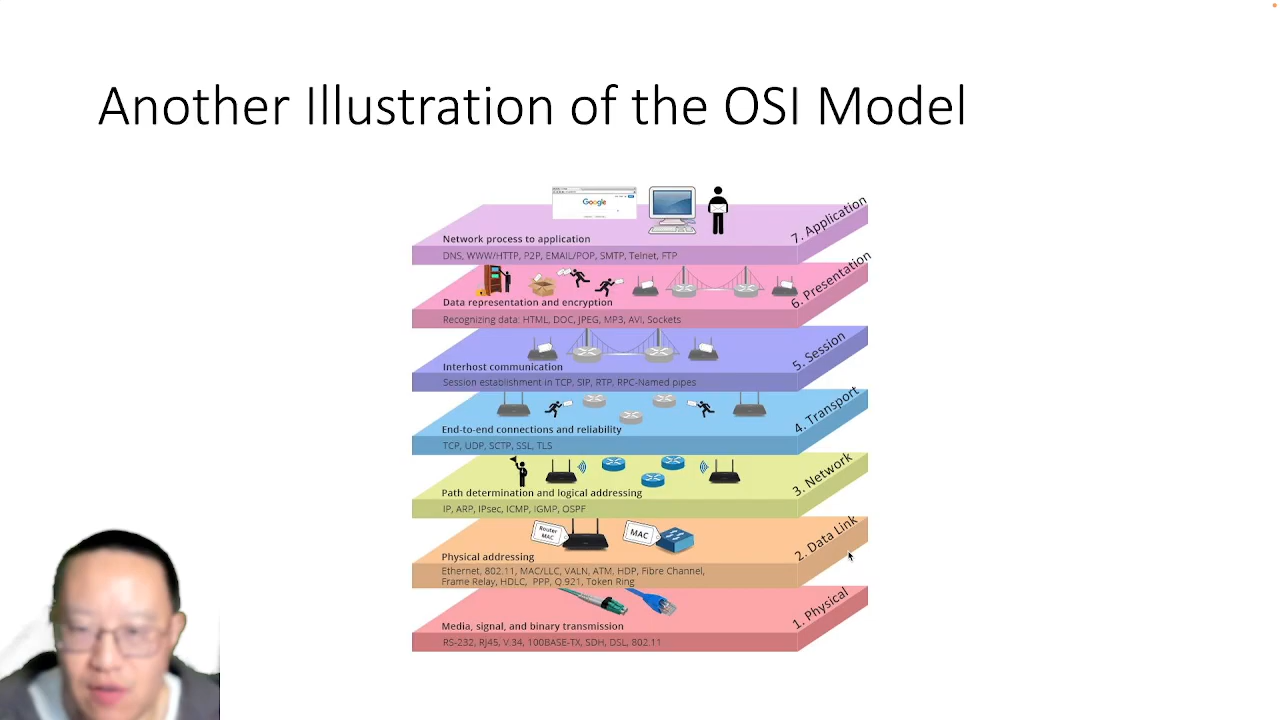 Another Illustration of the OSI Model
Google
7. Application
Network process to application
DNS, WWW/HTTP, P2P, EMAIL/POP, SMTP, Telnet, FTP
6. Presentation
Data representation and encryption
Recognizing data: HTML, DOC, JPEG, MP3, AVI, Sockets
5. Session
Interhost communication
Session establishment in TCP, SIP, RTP, RPC-Named pipes
4. Transport
End-to-end connections and reliability
TCP, UDP, SCTP, SSL, TLS
3. Network
Path determination and logical addressing
IP, ARP, IPsec, ICMP, IGMP, OSPF
2. Data Link
Router
MAC
MAC
Physical addressing
Ethernet, 802.11, MAC/LLC, VALN, ATM, HDP, Fibre Channel,
Frame Relay, HDLC, PPP, Q.921, Token Ring
1. Physical
Media, signal, and binary transmission
RS-232, RJ45, V.34, 100BASE-TX, SDH, DSL, 802.11